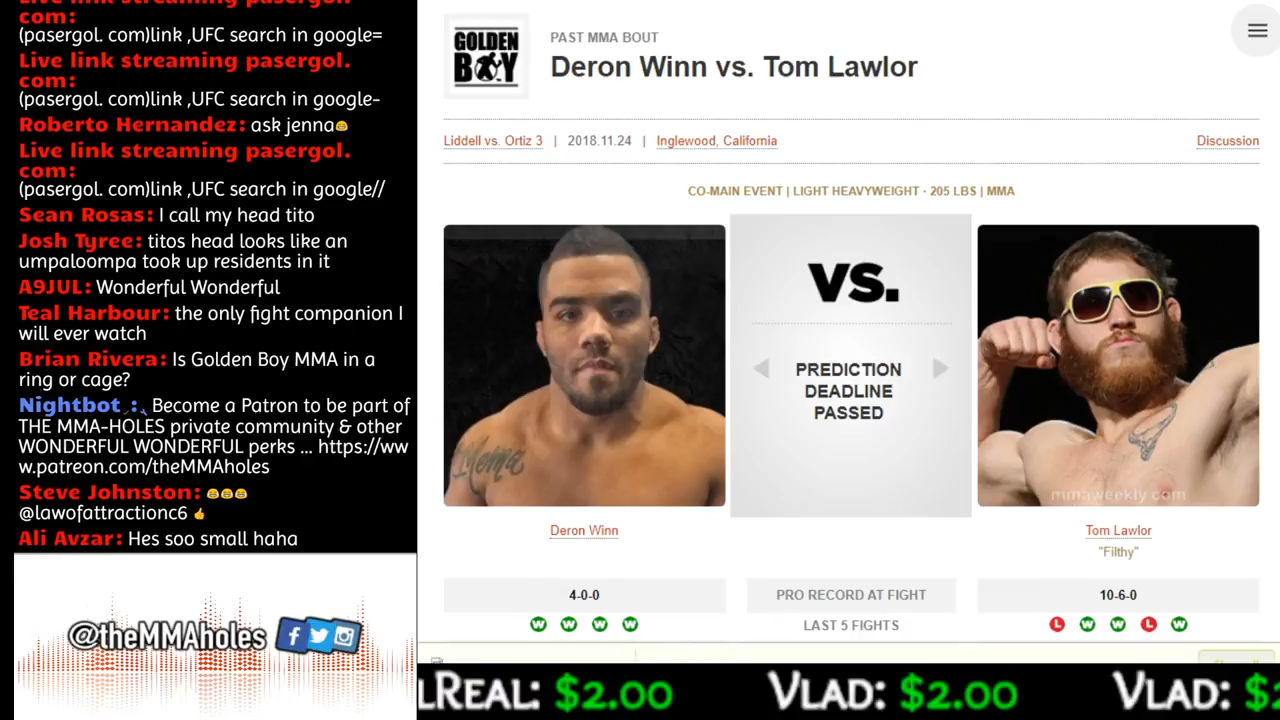 Live link streaming pasergol.
com:
(pasergol. com)link ,UFC search in google=
Live link streaming pasergol.
com:
(pasergol. com)link ,UFC search in google-
Roberto Hernandez: ask jenna
Live link streaming pasergol.
com:
(pasergol. com)link ,UFC search in google//
Sean Rosas: I call my head tito
Josh Tyree: titos head looks like an
umpaloompa took up residents in it
A9JUL: Wonderful Wonderful
Teal Harbour: the only fight companion I
will ever watch
Brian Rivera: Is Golden Boy MMA in a
ring or cage?
Nightbot : Become a Patron to be part of
THE MMA-HOLES private community & other
WONDERFUL WONDERFUL perks ... https://ww
w.patreon.com/theMMAholes
Steve Johnston:
@lawofattractionc6
Ali Avzar: Hes soo small haha
@theMMAholes
GOLDEN
BOY
PAST MMA BOUT
Deron Winn vs. Tom Lawlor
Liddell vs. Ortiz 3 | 2018.11.24 | Inglewood, California
Discussion
CO-MAIN EVENT | LIGHT HEAVYWEIGHT · 205 LBS | MMA
VS.
PREDICTION
DEADLINE
PASSED
Mema
mmaweekly.com
Deron Winn
Tom Lawlor
"Filthy"
4-0-0 PRO RECORD AT FIGHT 10-6-0
W W W W LAST 5 FIGHTS L W W L W
LREAL: $2.00 VLAD: $2.00 VLAD: $2